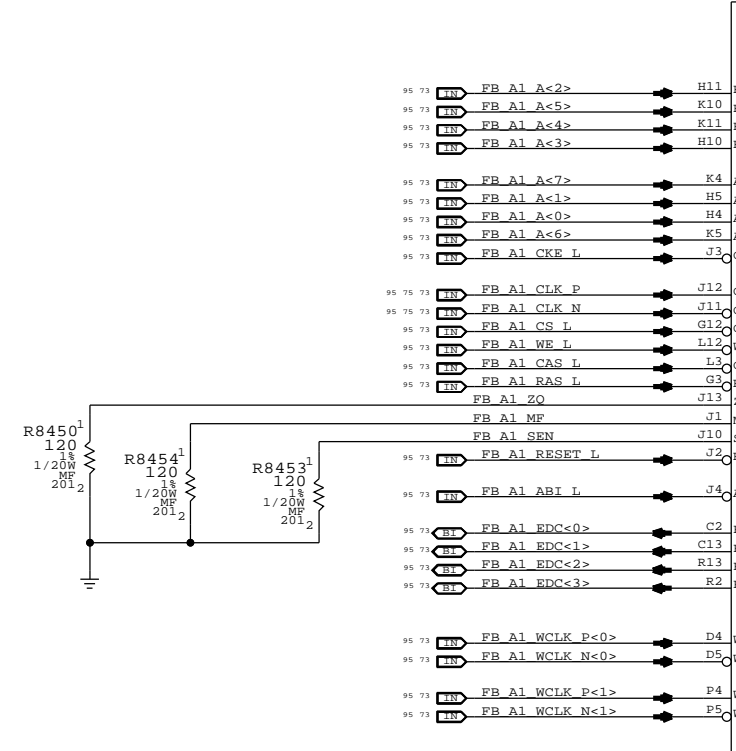 95 73 IN FB_A1_A<2> H11
95 73 IN FB_A1_A<5> K10
95 73 IN FB_A1_A<4> K11
95 73 IN FB_A1_A<3> H10
95 73 IN FB_A1_A<7> K4
95 73 IN FB_A1_A<1> H5
95 73 IN FB_A1_A<0> H4
95 73 IN FB_A1_A<6> K5
95 73 IN FB_A1_CKE_L J3
95 75 73 IN FB_A1_CLK_P J12
95 75 73 IN FB_A1_CLK_N J11
95 73 IN FB_A1_CS_L G12
95 73 IN FB_A1_WE_L L12
95 73 IN FB_A1_CAS_L L3
95 73 IN FB_A1_RAS_L G3
FB_A1_ZQ J13
FB_A1_MF J1
FB_A1_SEN J10
95 73 IN FB_A1_RESET_L J2
95 73 IN FB_A1_ABI_L J4
95 73 BI FB_A1_EDC<0> C2
95 73 BI FB_A1_EDC<1> C13
95 73 BI FB_A1_EDC<2> R13
95 73 BI FB_A1_EDC<3> R2
95 73 IN FB_A1_WCLK_P<0> D4
95 73 IN FB_A1_WCLK_N<0> D5
95 73 IN FB_A1_WCLK_P<1> P4
95 73 IN FB_A1_WCLK_N<1> P5
R8450 1
120
1%
1/20W
MF
201 2
R8454 1
120
1%
1/20W
MF
201 2
R8453 1
120
1%
1/20W
MF
201 2